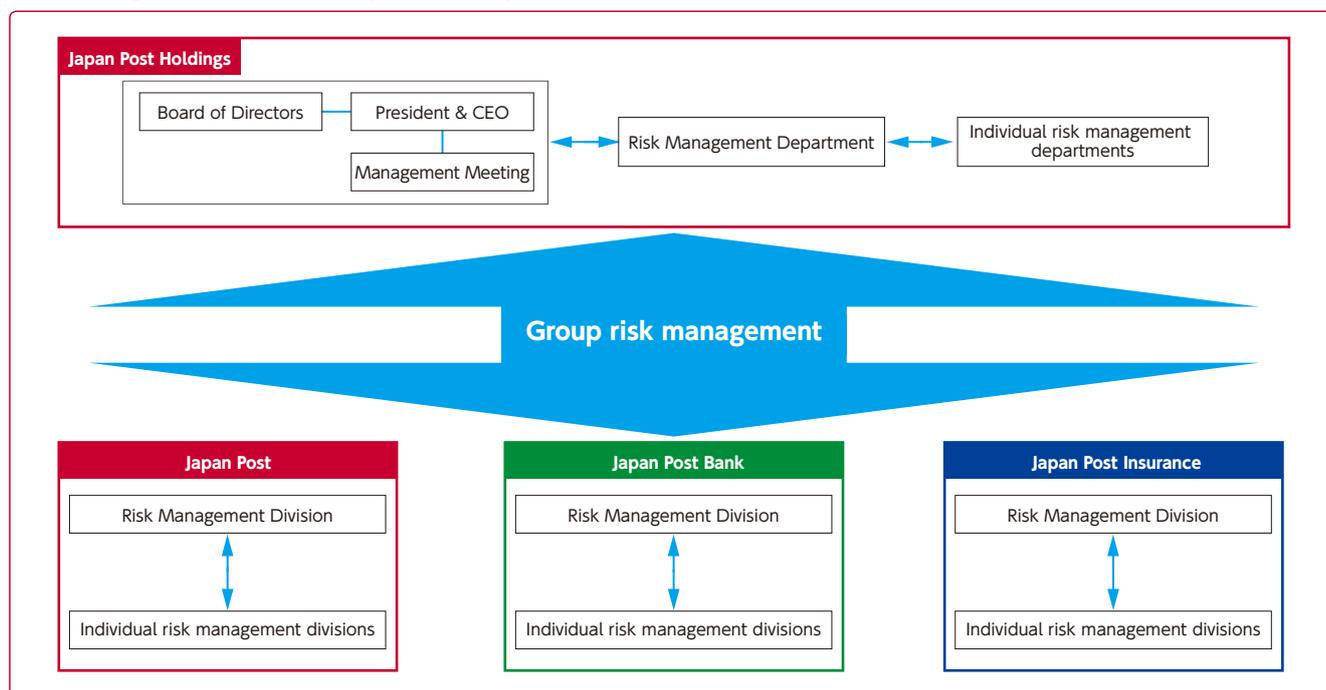 Japan Post Holdings
Board of Directors
President & CEO
Management Meeting
Risk Management Department
Individual risk management
departments
Group risk management
Japan Post
Risk Management Division
Individual risk management divisions
Japan Post Bank
Risk Management Division
Individual risk management divisions
Japan Post Insurance
Risk Management Division
Individual risk management divisions